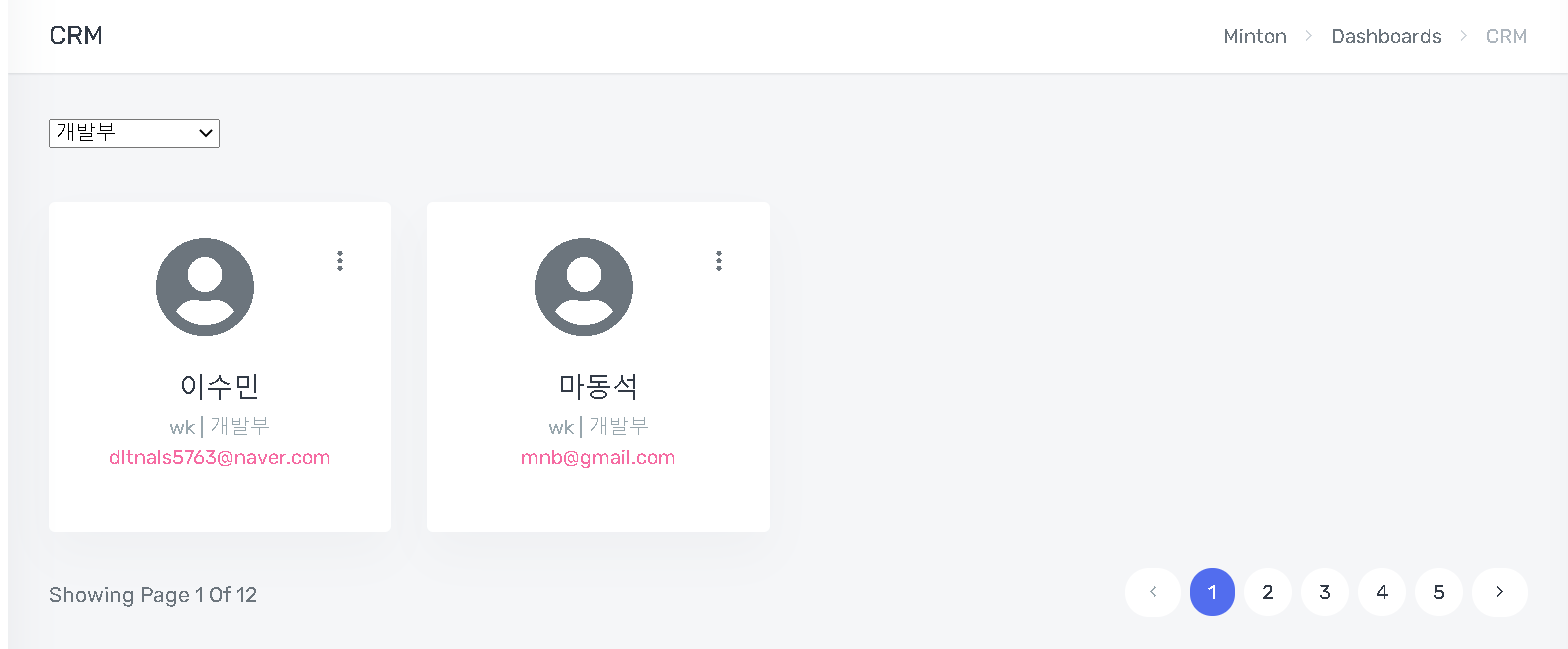 CRM
Minton > Dashboards > CRM
개발부
이수민
wk | 개발부
dltnals5763@naver.com
마동석
wk | 개발부
mnb@gmail.com
Showing Page 1 Of 12
1 2 3 4 5